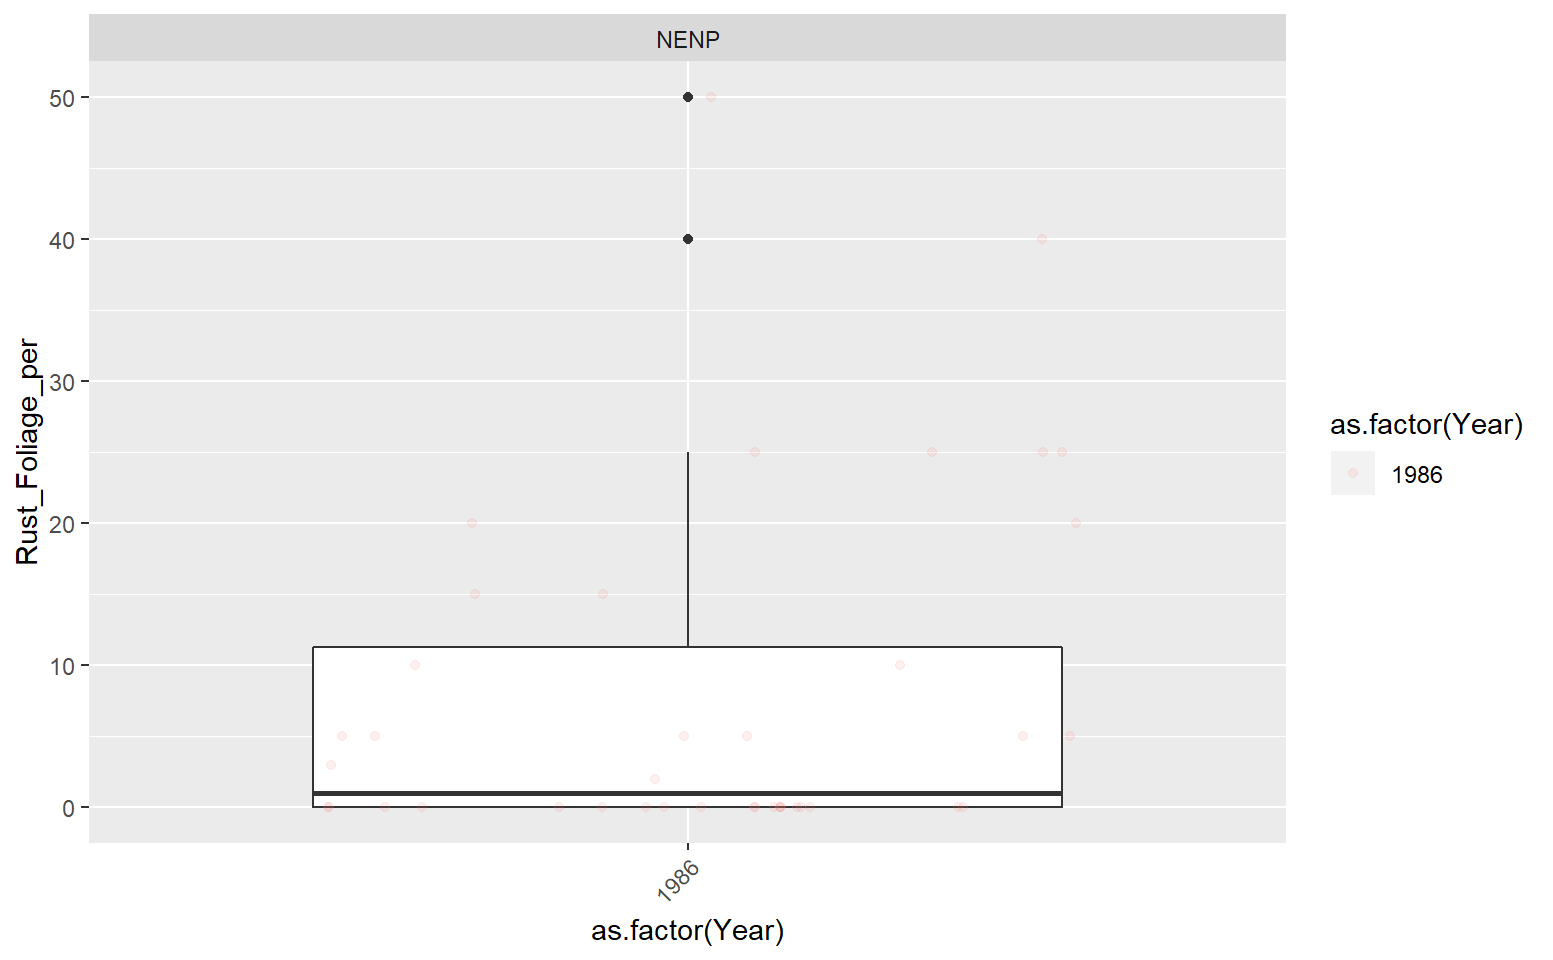 NENP
50
40
30
20
10
0
Rust_Foliage_per
1986
as.factor(Year)
as.factor(Year)
1986